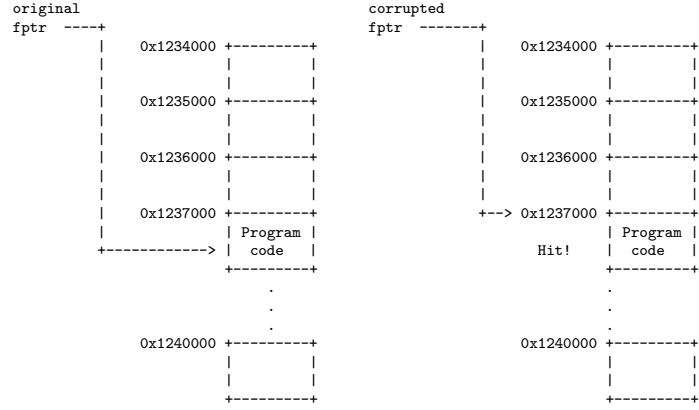 original corrupted
fptr ----+ fptr -------+
| 0x1234000 +---------+ | 0x1234000 +---------+
| | | | | |
| 0x1235000 +---------+ | 0x1235000 +---------+
| | | | | |
| 0x1236000 +---------+ | 0x1236000 +---------+
| | | | | |
| 0x1237000 +---------+ +--> 0x1237000 +---------+
| | Program | | Program |
+------------> | code | Hit! | code |
+---------+ +---------+
. .
. .
. .
0x1240000 +---------+ 0x1240000 +---------+
| | | |
| | | |
+---------+ +---------+